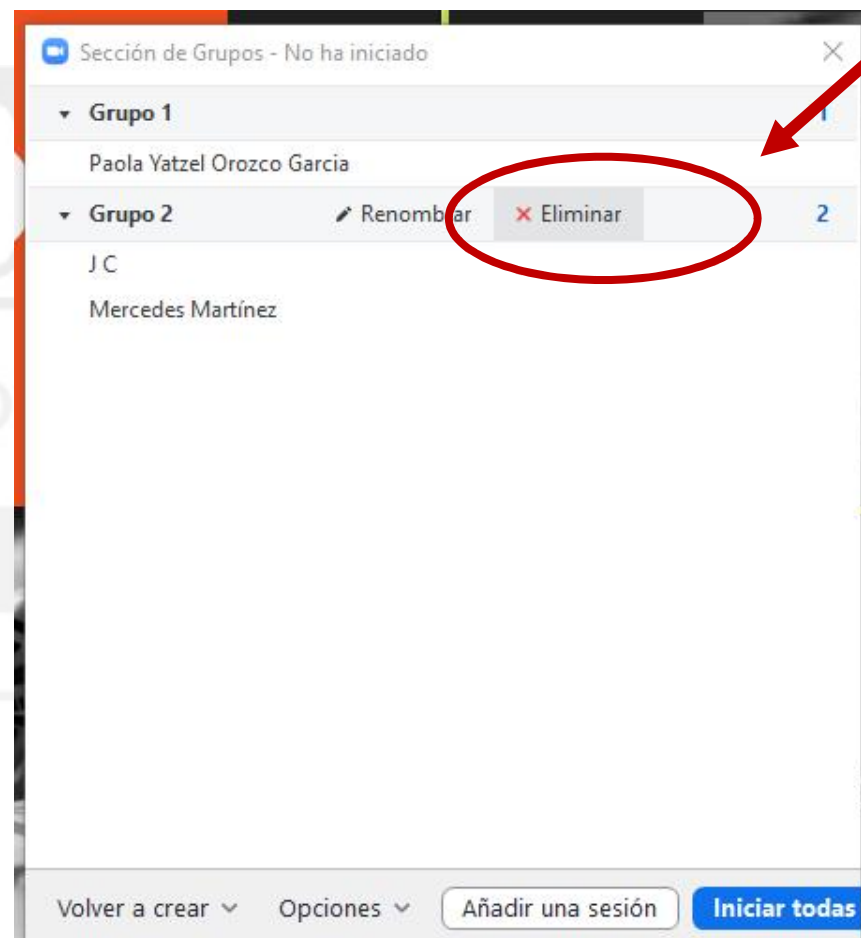 Sección de Grupos - No ha iniciado
Grupo 1 1
Paola Yatzel Orozco Garcia
Grupo 2 Renombrar Eliminar 2
J C
Mercedes Martínez
Volver a crear Opciones Añadir una sesión Iniciar todas